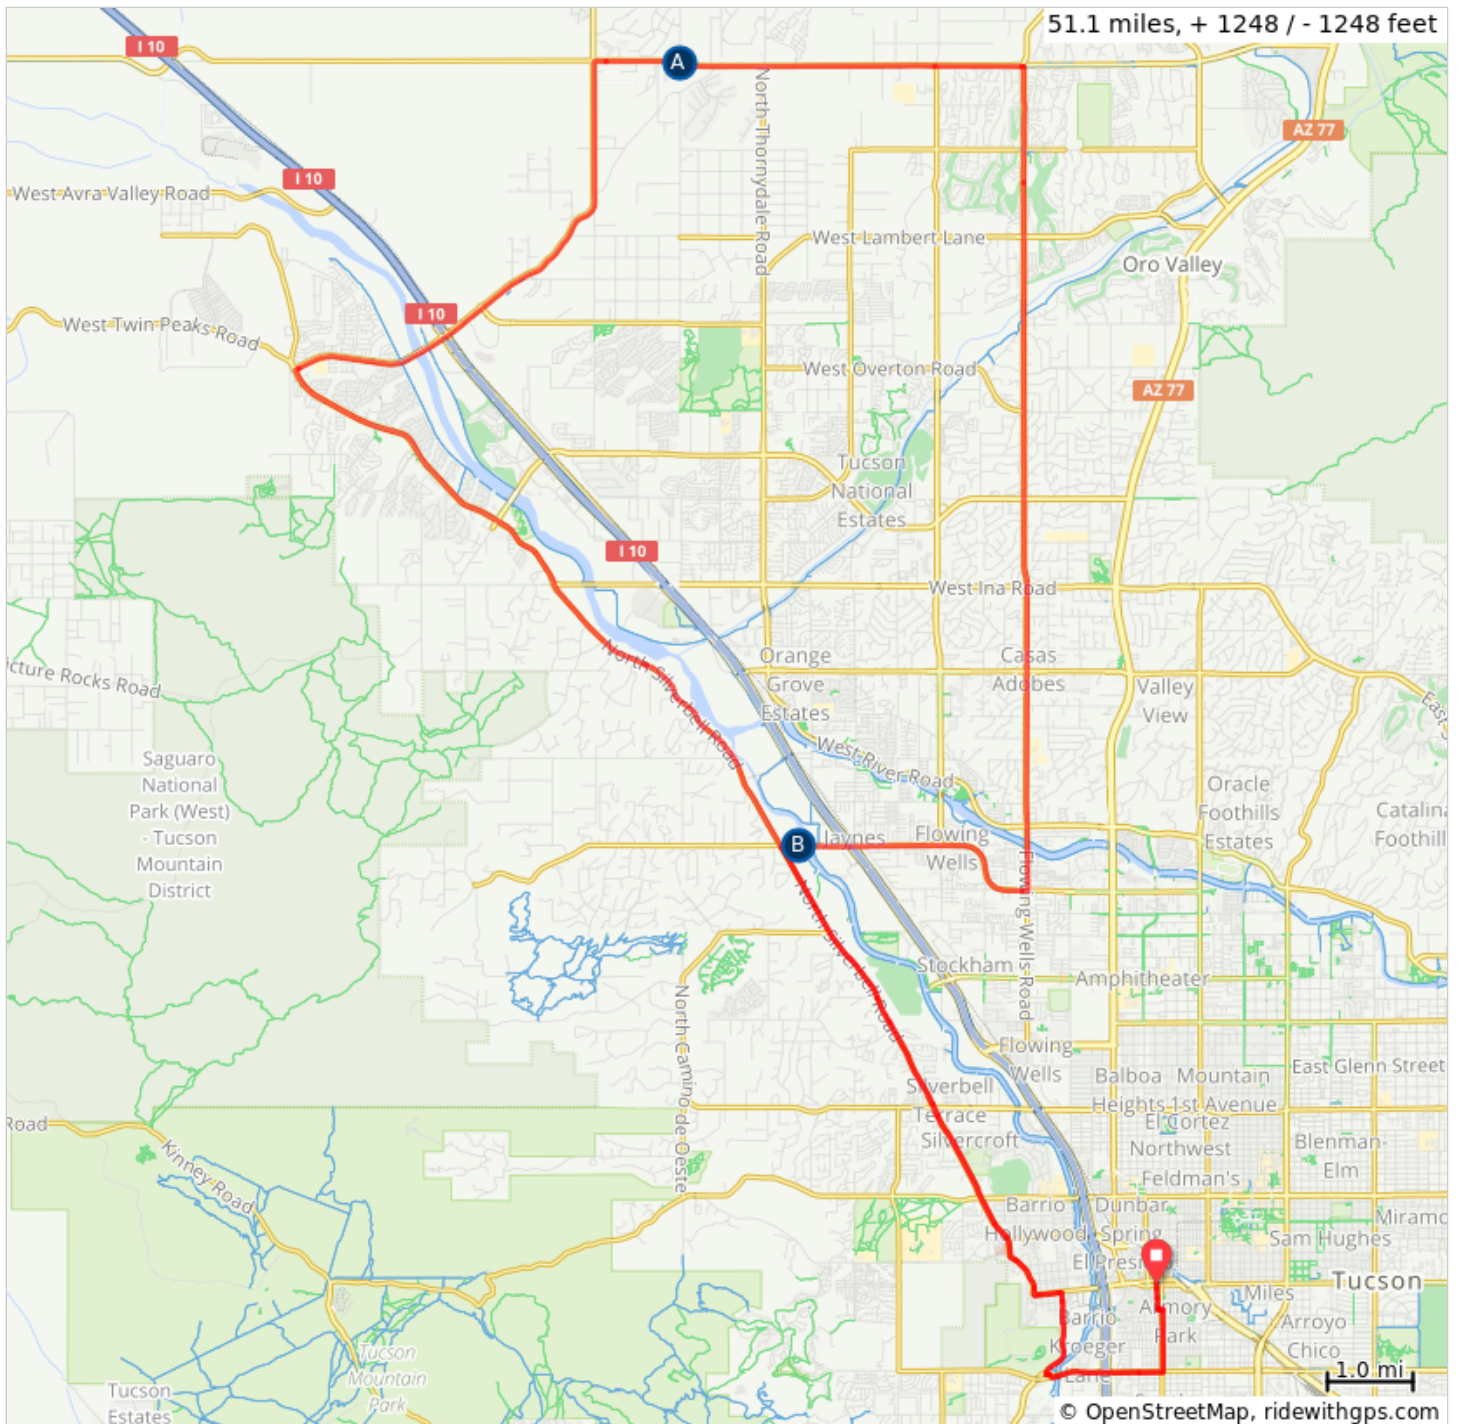 51.1 miles, + 1248 / - 1248 feet
I 10
A
North Thornydale Road
AZ 77
I 10
West Avra Valley Road
West Lambert Lane
Oro Valley
I 10
West Twin Peaks Road
West Overton Road
AZ 77
Tucson
National
Estates
I 10
West Ina Road
North Silverbell Road
Orange
Grove
Estates
Casas
Adobes
icture Rocks Road
Valley
View
East
West River Road
Saguaro
National
Park (West)
- Tucson
Mountain
District
Oracle
Foothills
Estates
Catalina
Foothill
B
Jaynes
Flowing
Wells
Flowing Wells Road
North Silverbell Road
Stockham
Amphitheater
North Camino de Oeste
Flowing
Wells
East Glenn Street
Silverbell
Terrace
Silvercroft
Balboa
Heights
Mountain
1st Avenue
El Cortez
Northwest
Feldman's
Blenman-
Elm
Road
Kinney Road
Barrio
Hollywood
Dunbar
Spring
Miramo
Sam Hughes
El Presidio
Tucson
Miles
Armory
Park
Arroyo
Chico
Barrio
Kroeger
Lane
Tucson
Mountain
Park
Tucson
Estates
1.0 mi
© OpenStreetMap, ridewithgps.com